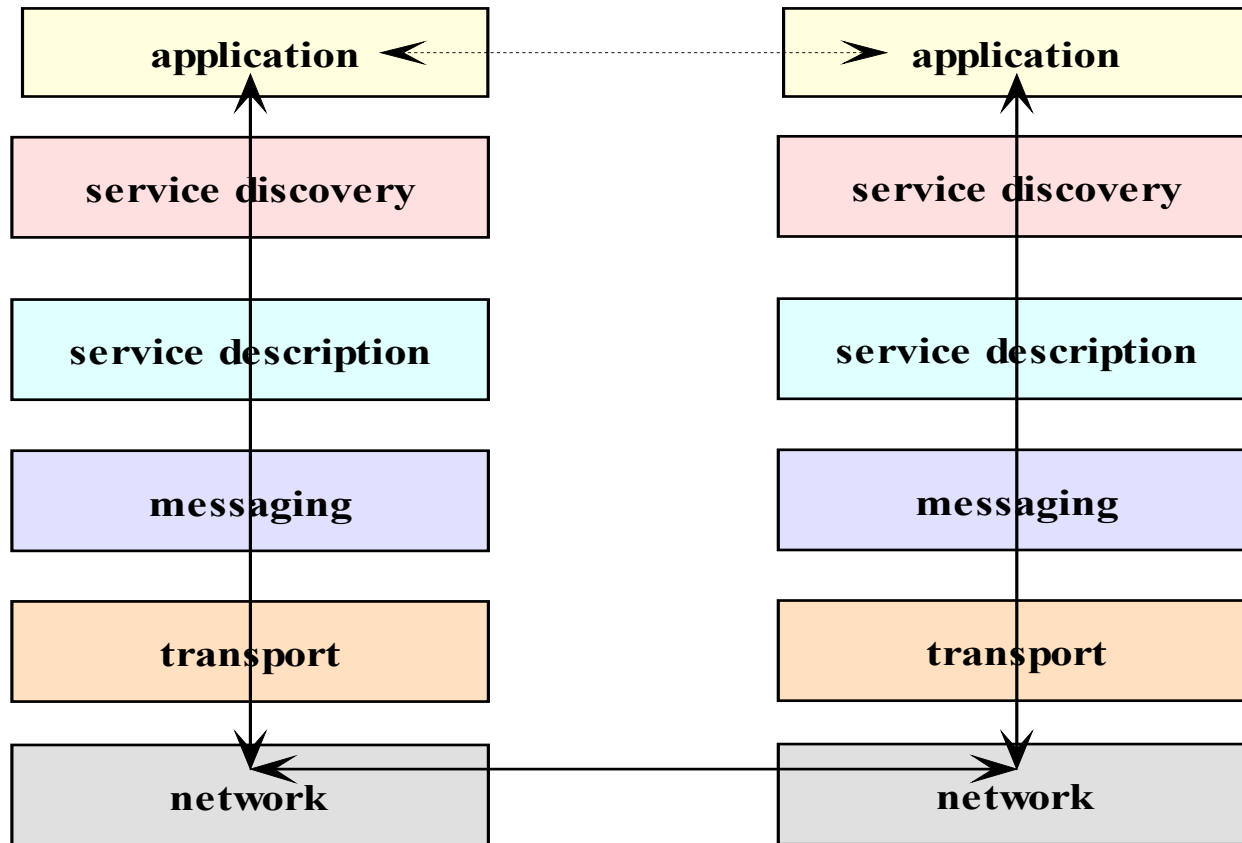 application
application
service discovery
service discovery
service description
service description
messaging
messaging
transport
transport
network
network